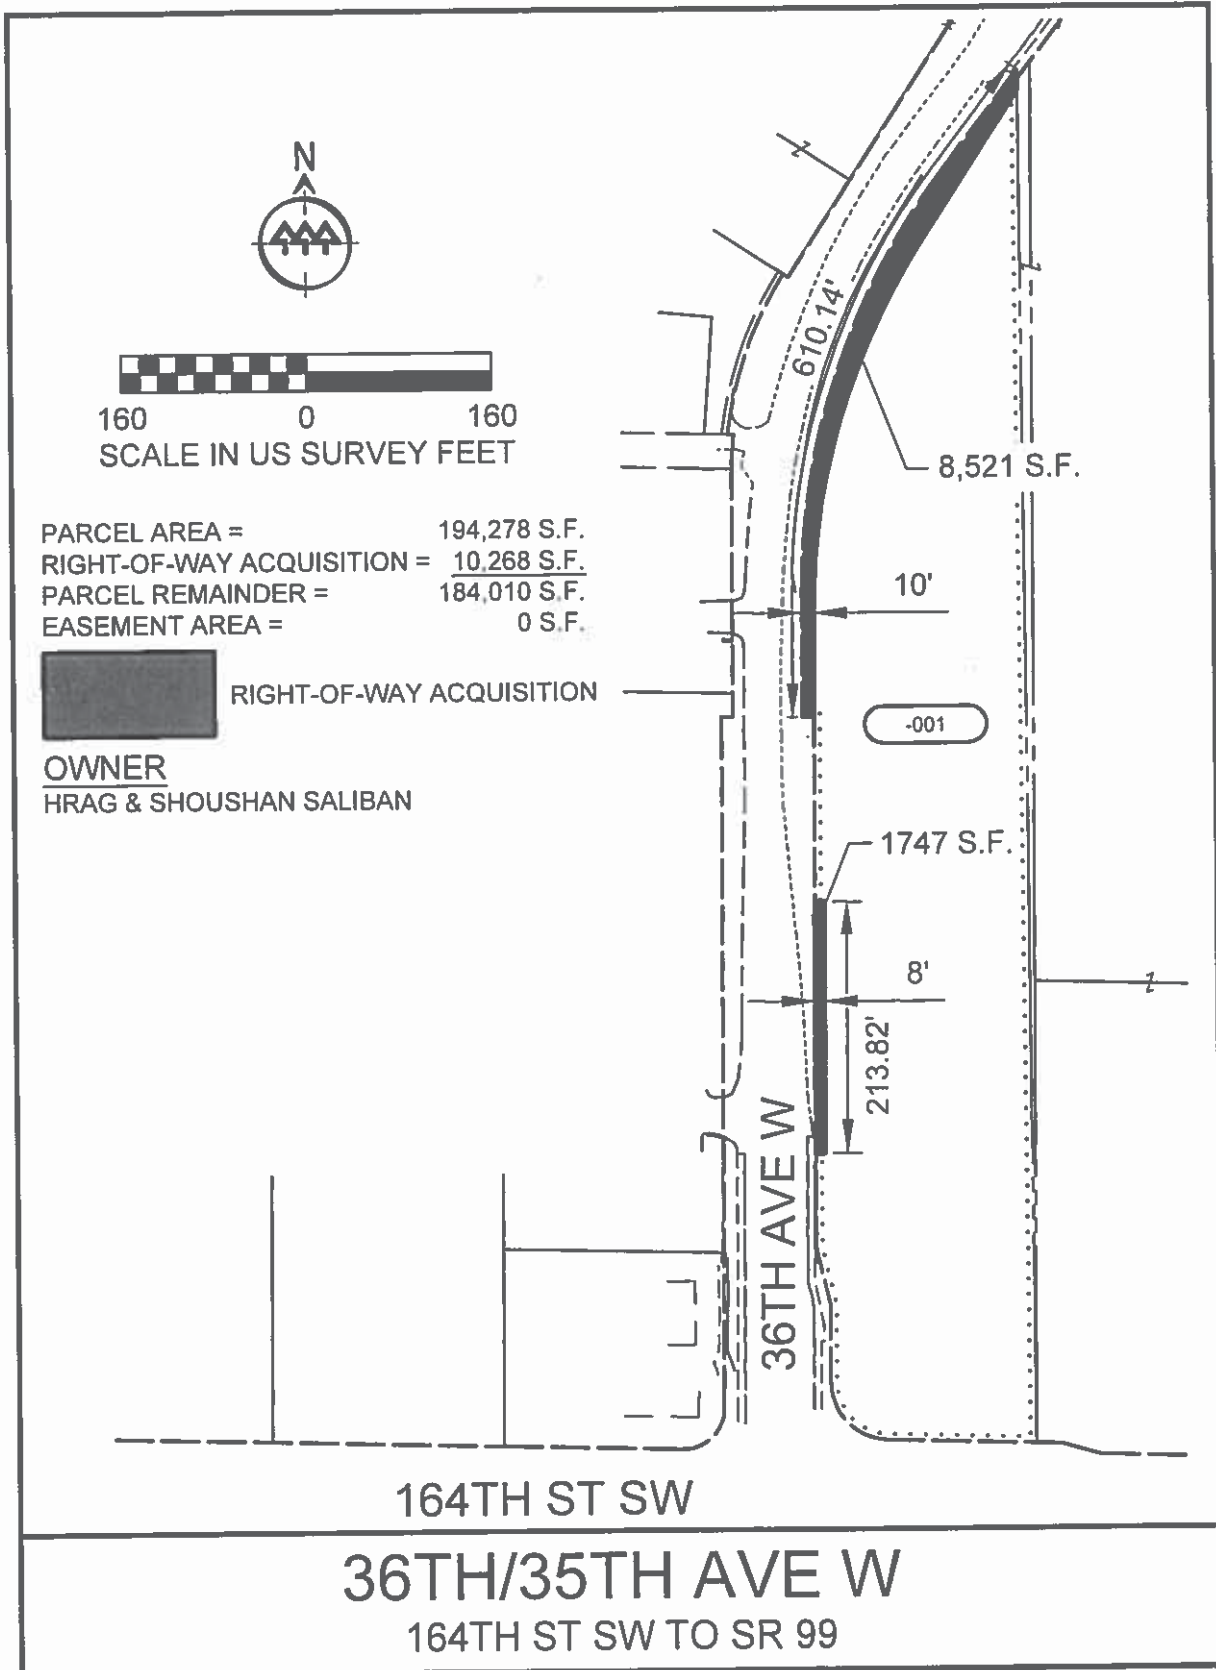 N
160 0 160
SCALE IN US SURVEY FEET
PARCEL AREA = 194,278 S.F.
RIGHT-OF-WAY ACQUISITION = 10,268 S.F.
PARCEL REMAINDER = 184,010 S.F.
EASEMENT AREA = 0 S.F.
RIGHT-OF-WAY ACQUISITION
OWNER
HRAG & SHOUSHAN SALIBAN
610.14'
8,521 S.F.
10'
-001
1747 S.F.
8'
213.82'
36TH AVE W
164TH ST SW
36TH/35TH AVE W
164TH ST SW TO SR 99